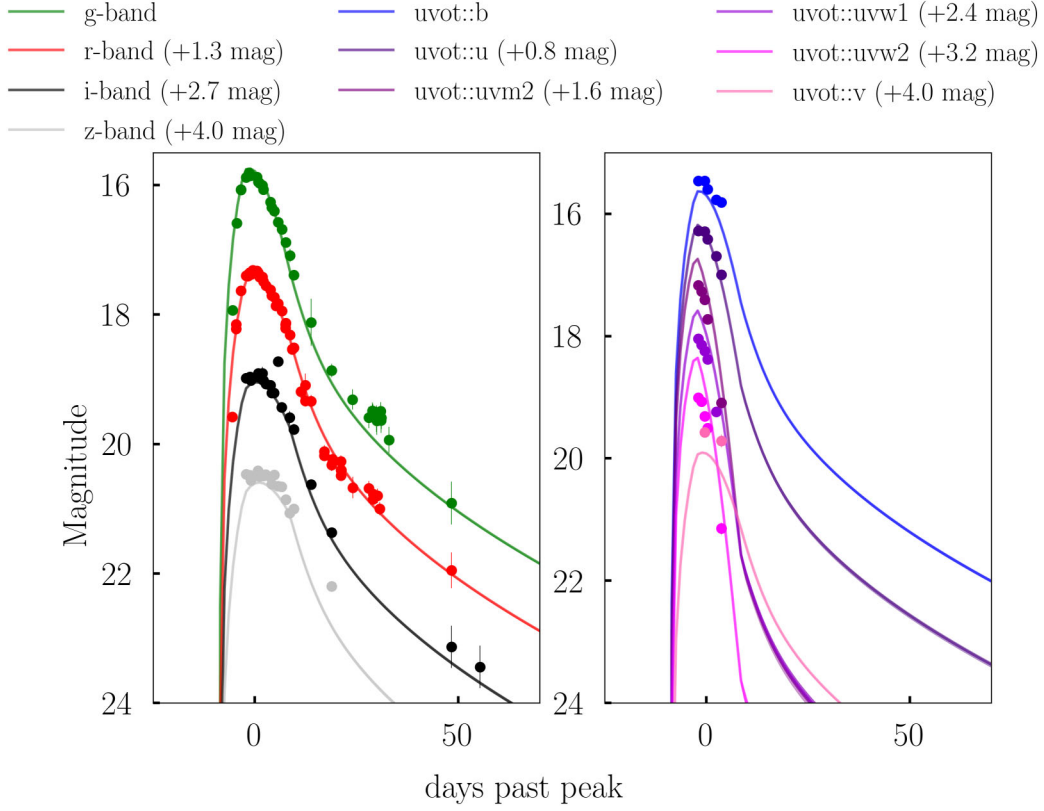 g-band
r-band (+1.3 mag)
i-band (+2.7 mag)
z-band (+4.0 mag)
uvot::b
uvot::u (+0.8 mag)
uvot::uvm2 (+1.6 mag)
uvot::uvw1 (+2.4 mag)
uvot::uvw2 (+3.2 mag)
uvot::v (+4.0 mag)
Magnitude
16
18
20
22
24
0
50
16
18
20
22
24
0
50
days past peak